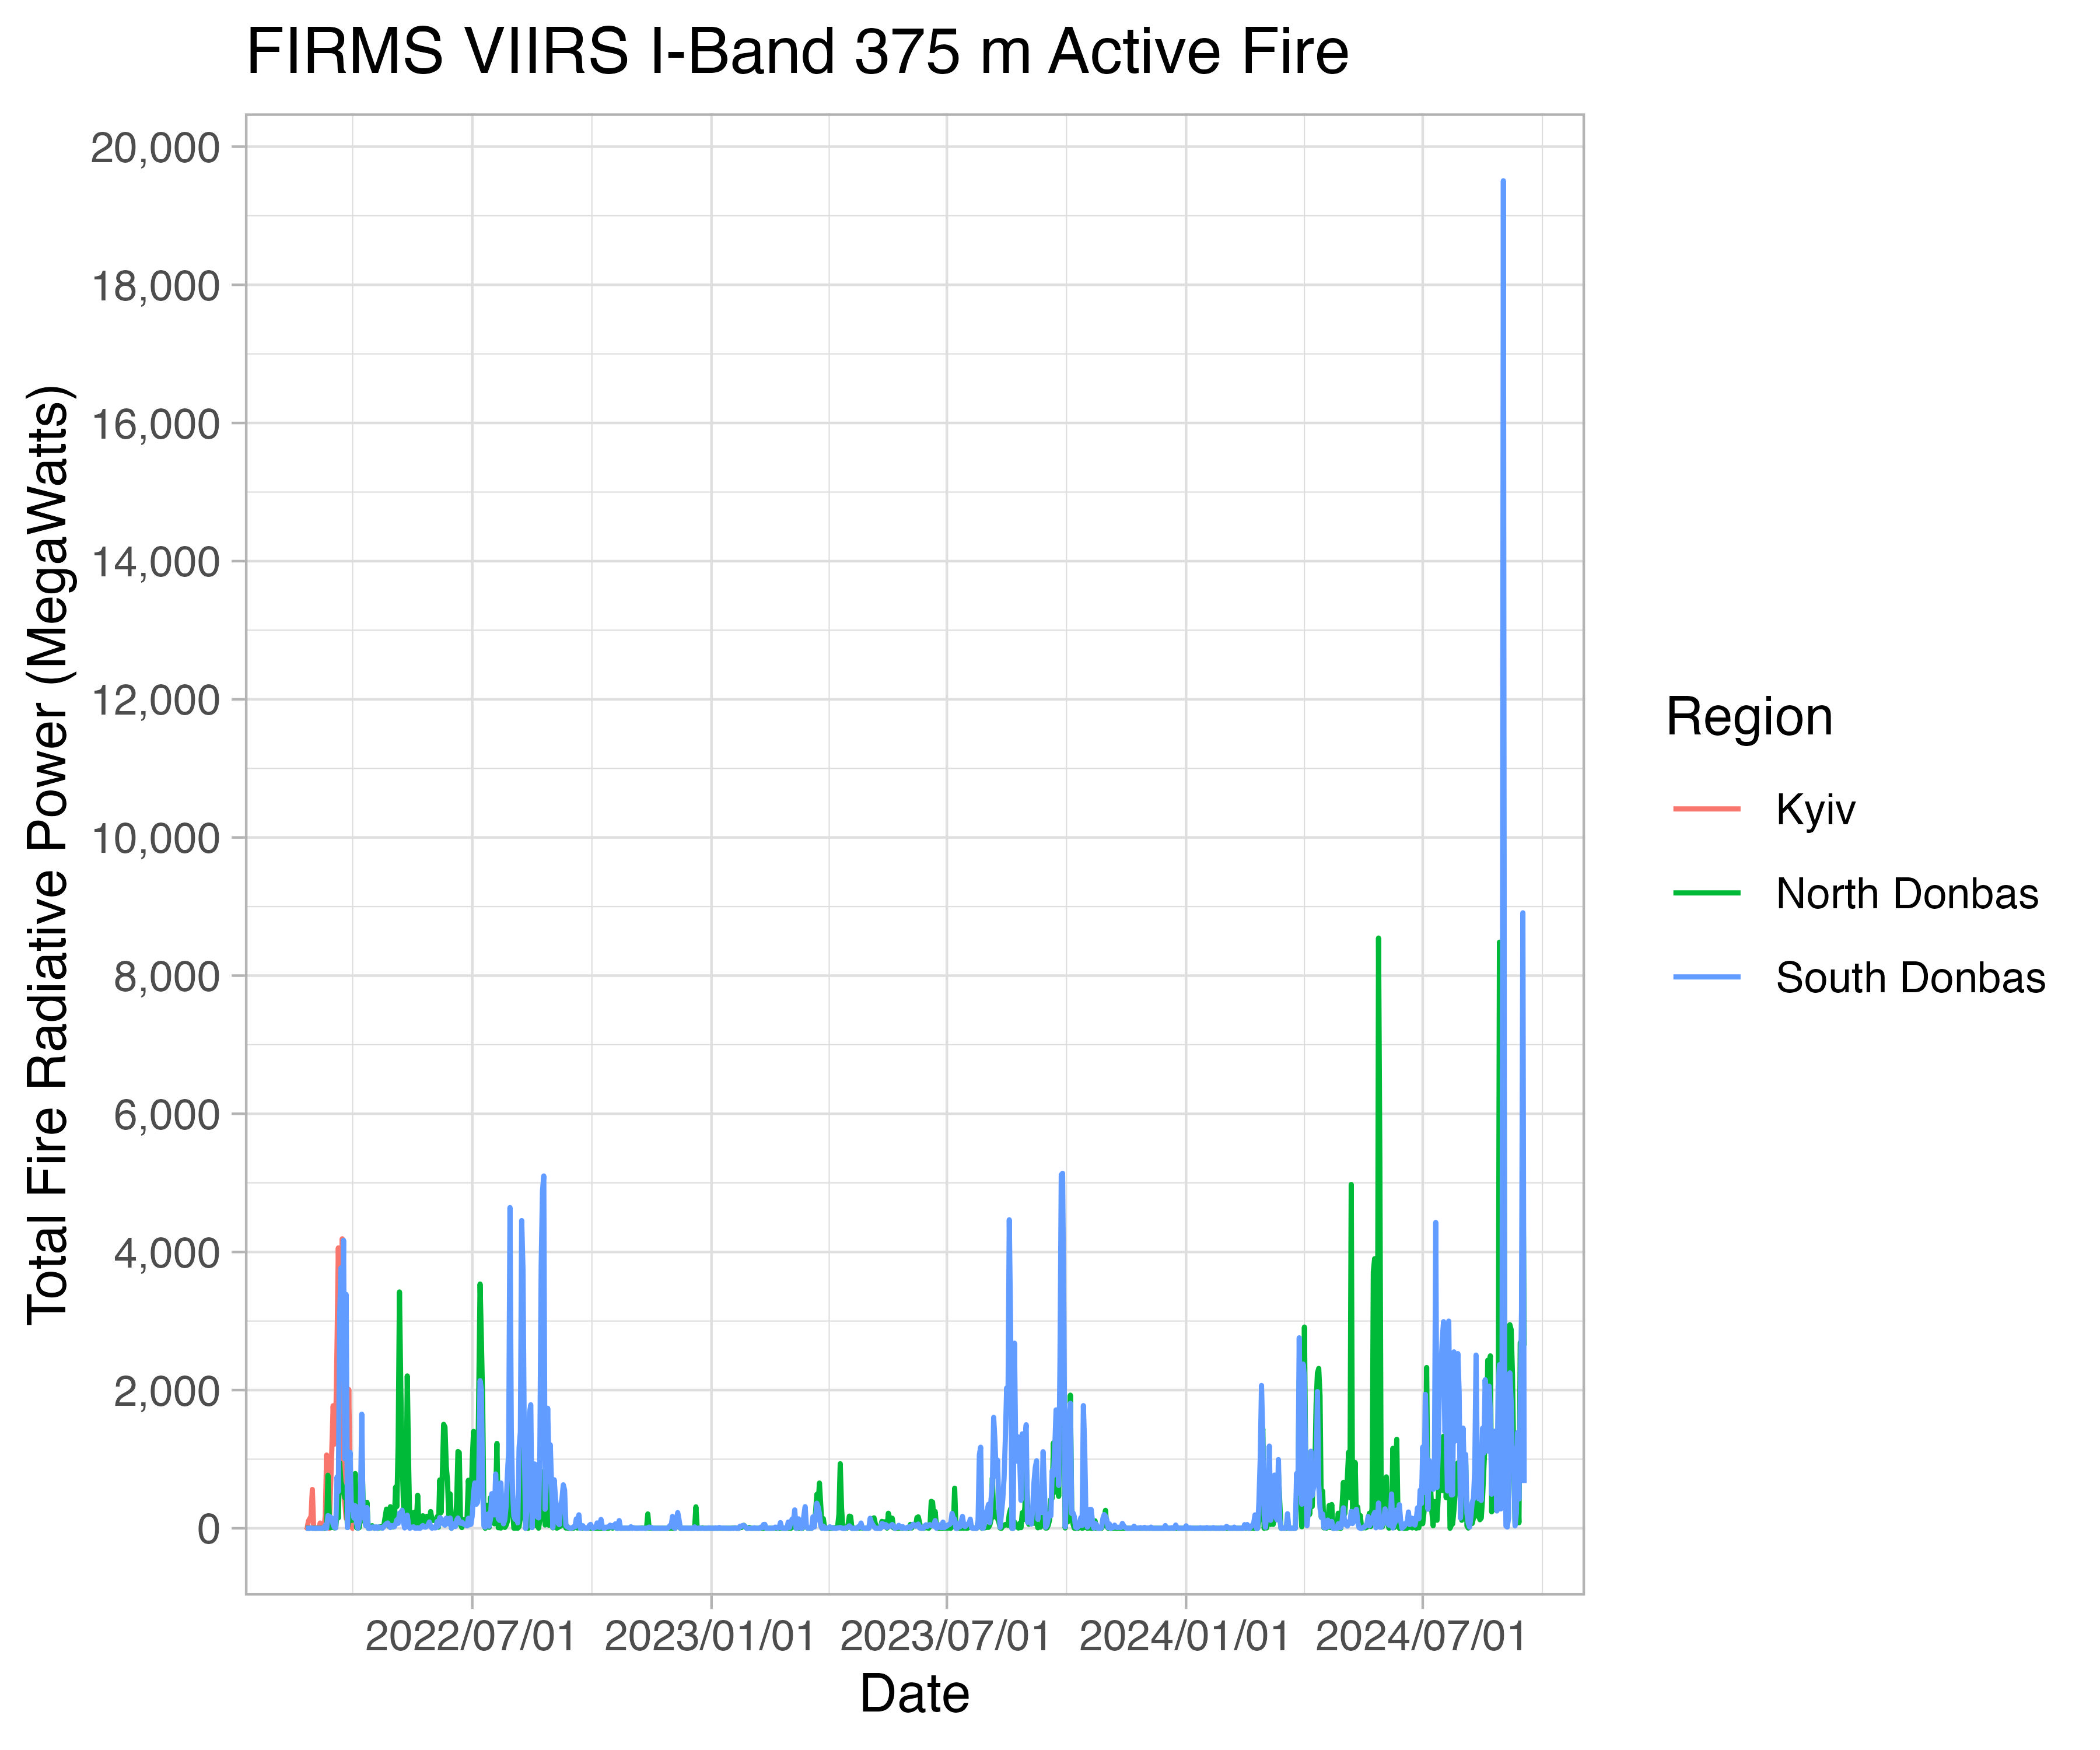 FIRMS VIIRS I-Band 375 m Active Fire
Total Fire Radiative Power (MegaWatts)
20,000
18,000
16,000
14,000
12,000
10,000
8,000
6,000
4,000
2,000
0
2022/07/01 2023/01/01 2023/07/01 2024/01/01 2024/07/01
Date
Region
Kyiv
North Donbas
South Donbas